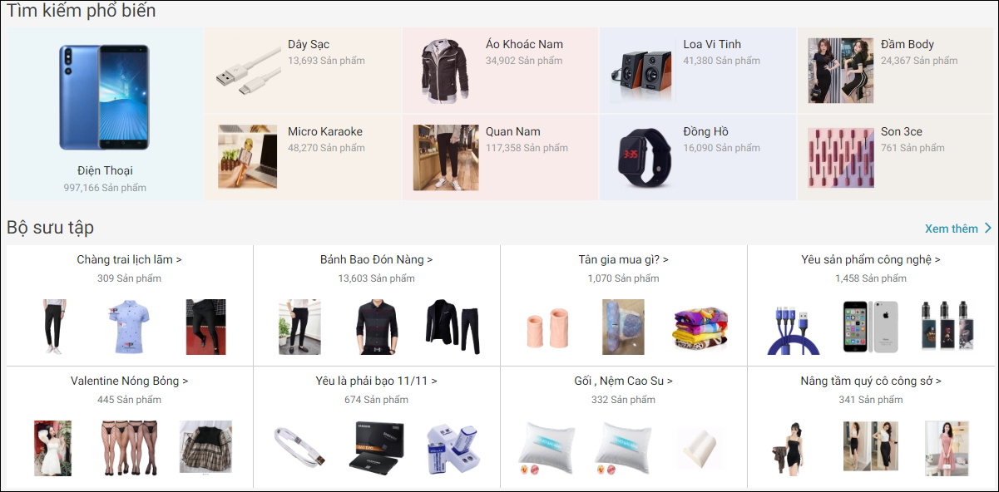 Tìm kiếm phổ biến
Điện Thoại
997,166 Sản phẩm
Dây Sạc
13,693 Sản phẩm
Áo Khoác Nam
34,902 Sản phẩm
Loa Vi Tinh
41,380 Sản phẩm
Đầm Body
24,367 Sản phẩm
Micro Karaoke
48,270 Sản phẩm
Quan Nam
117,358 Sản phẩm
Đồng Hồ
16,090 Sản phẩm
Son 3ce
761 Sản phẩm
3:35
Bộ sưu tập
Xem thêm >
Chàng trai lịch lãm >
309 Sản phẩm
Bảnh Bao Đón Nàng >
13,603 Sản phẩm
Tân gia mua gì? >
1,070 Sản phẩm
Yêu sản phẩm công nghệ >
1,458 Sản phẩm
Valentine Nóng Bỏng >
445 Sản phẩm
Yêu là phải bạo 11/11 >
674 Sản phẩm
Gối , Nệm Cao Su >
332 Sản phẩm
Nâng tầm quý cô công sở >
341 Sản phẩm